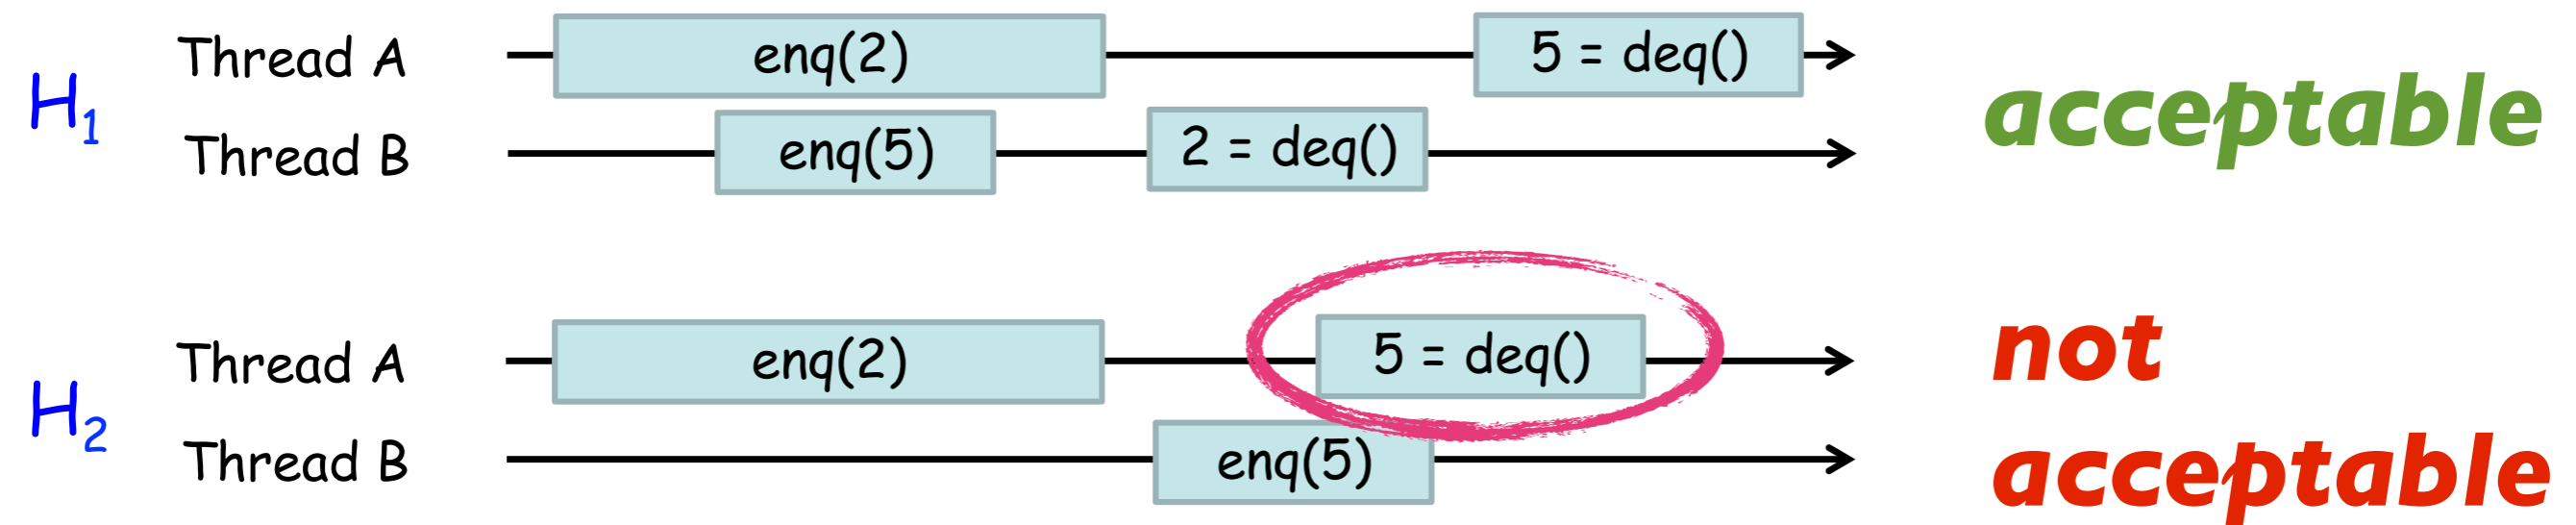 H1
Thread A enq(2) 5 = deq()
Thread B enq(5) 2 = deq()
acceptable
H2
Thread A enq(2) 5 = deq()
Thread B enq(5)
not
acceptable